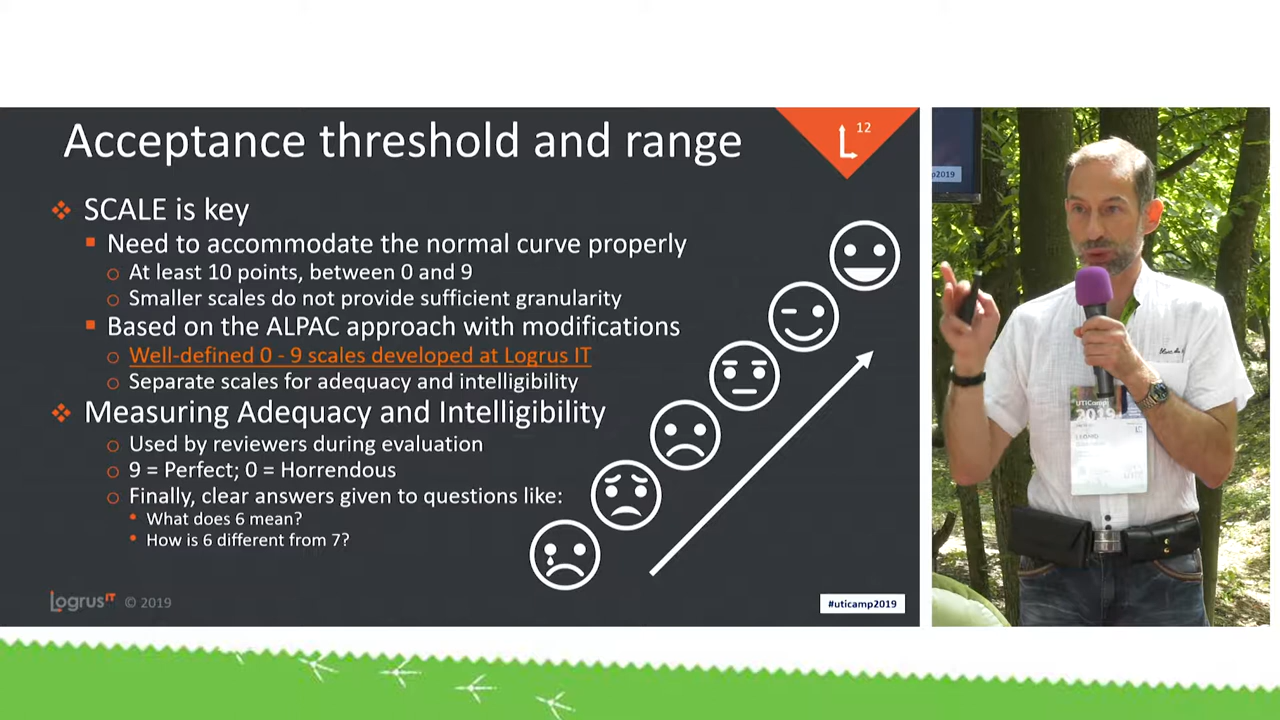 Acceptance threshold and range
12
SCALE is key
Need to accommodate the normal curve properly
At least 10 points, between 0 and 9
Smaller scales do not provide sufficient granularity
Based on the ALPAC approach with modifications
Well-defined 0 - 9 scales developed at Logrus IT
Separate scales for adequacy and intelligibility
Measuring Adequacy and Intelligibility
Used by reviewers during evaluation
9 = Perfect; 0 = Horrendous
Finally, clear answers given to questions like:
What does 6 mean?
How is 6 different from 7?
Logrus IT © 2019
#uticamp2019
p2019
UTICamp
2019